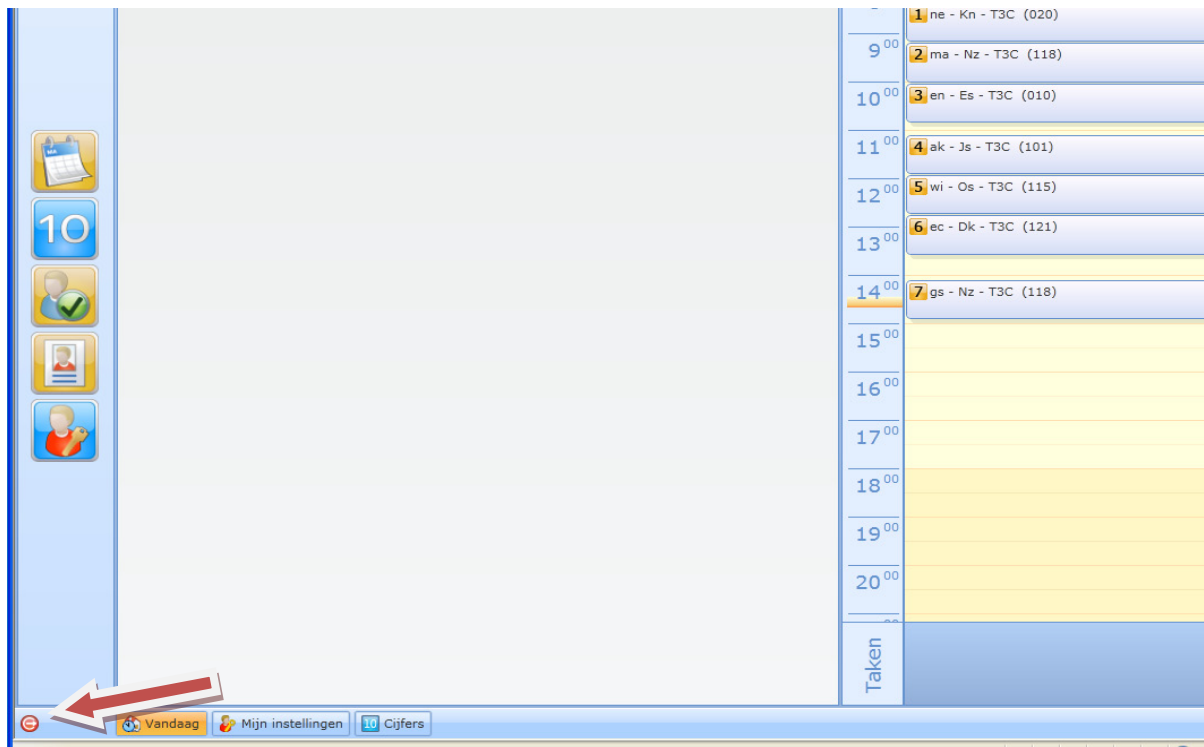 1 ne - Kn - T3C (020)
9 00
2 ma - Nz - T3C (118)
10 00
3 en - Es - T3C (010)
11 00
4 ak - Js - T3C (101)
12 00
5 wi - Os - T3C (115)
13 00
6 ec - Dk - T3C (121)
14 00
7 gs - Nz - T3C (118)
15 00
16 00
17 00
18 00
19 00
20 00
Taken
10
Vandaag
Mijn instellingen
10 Cijfers